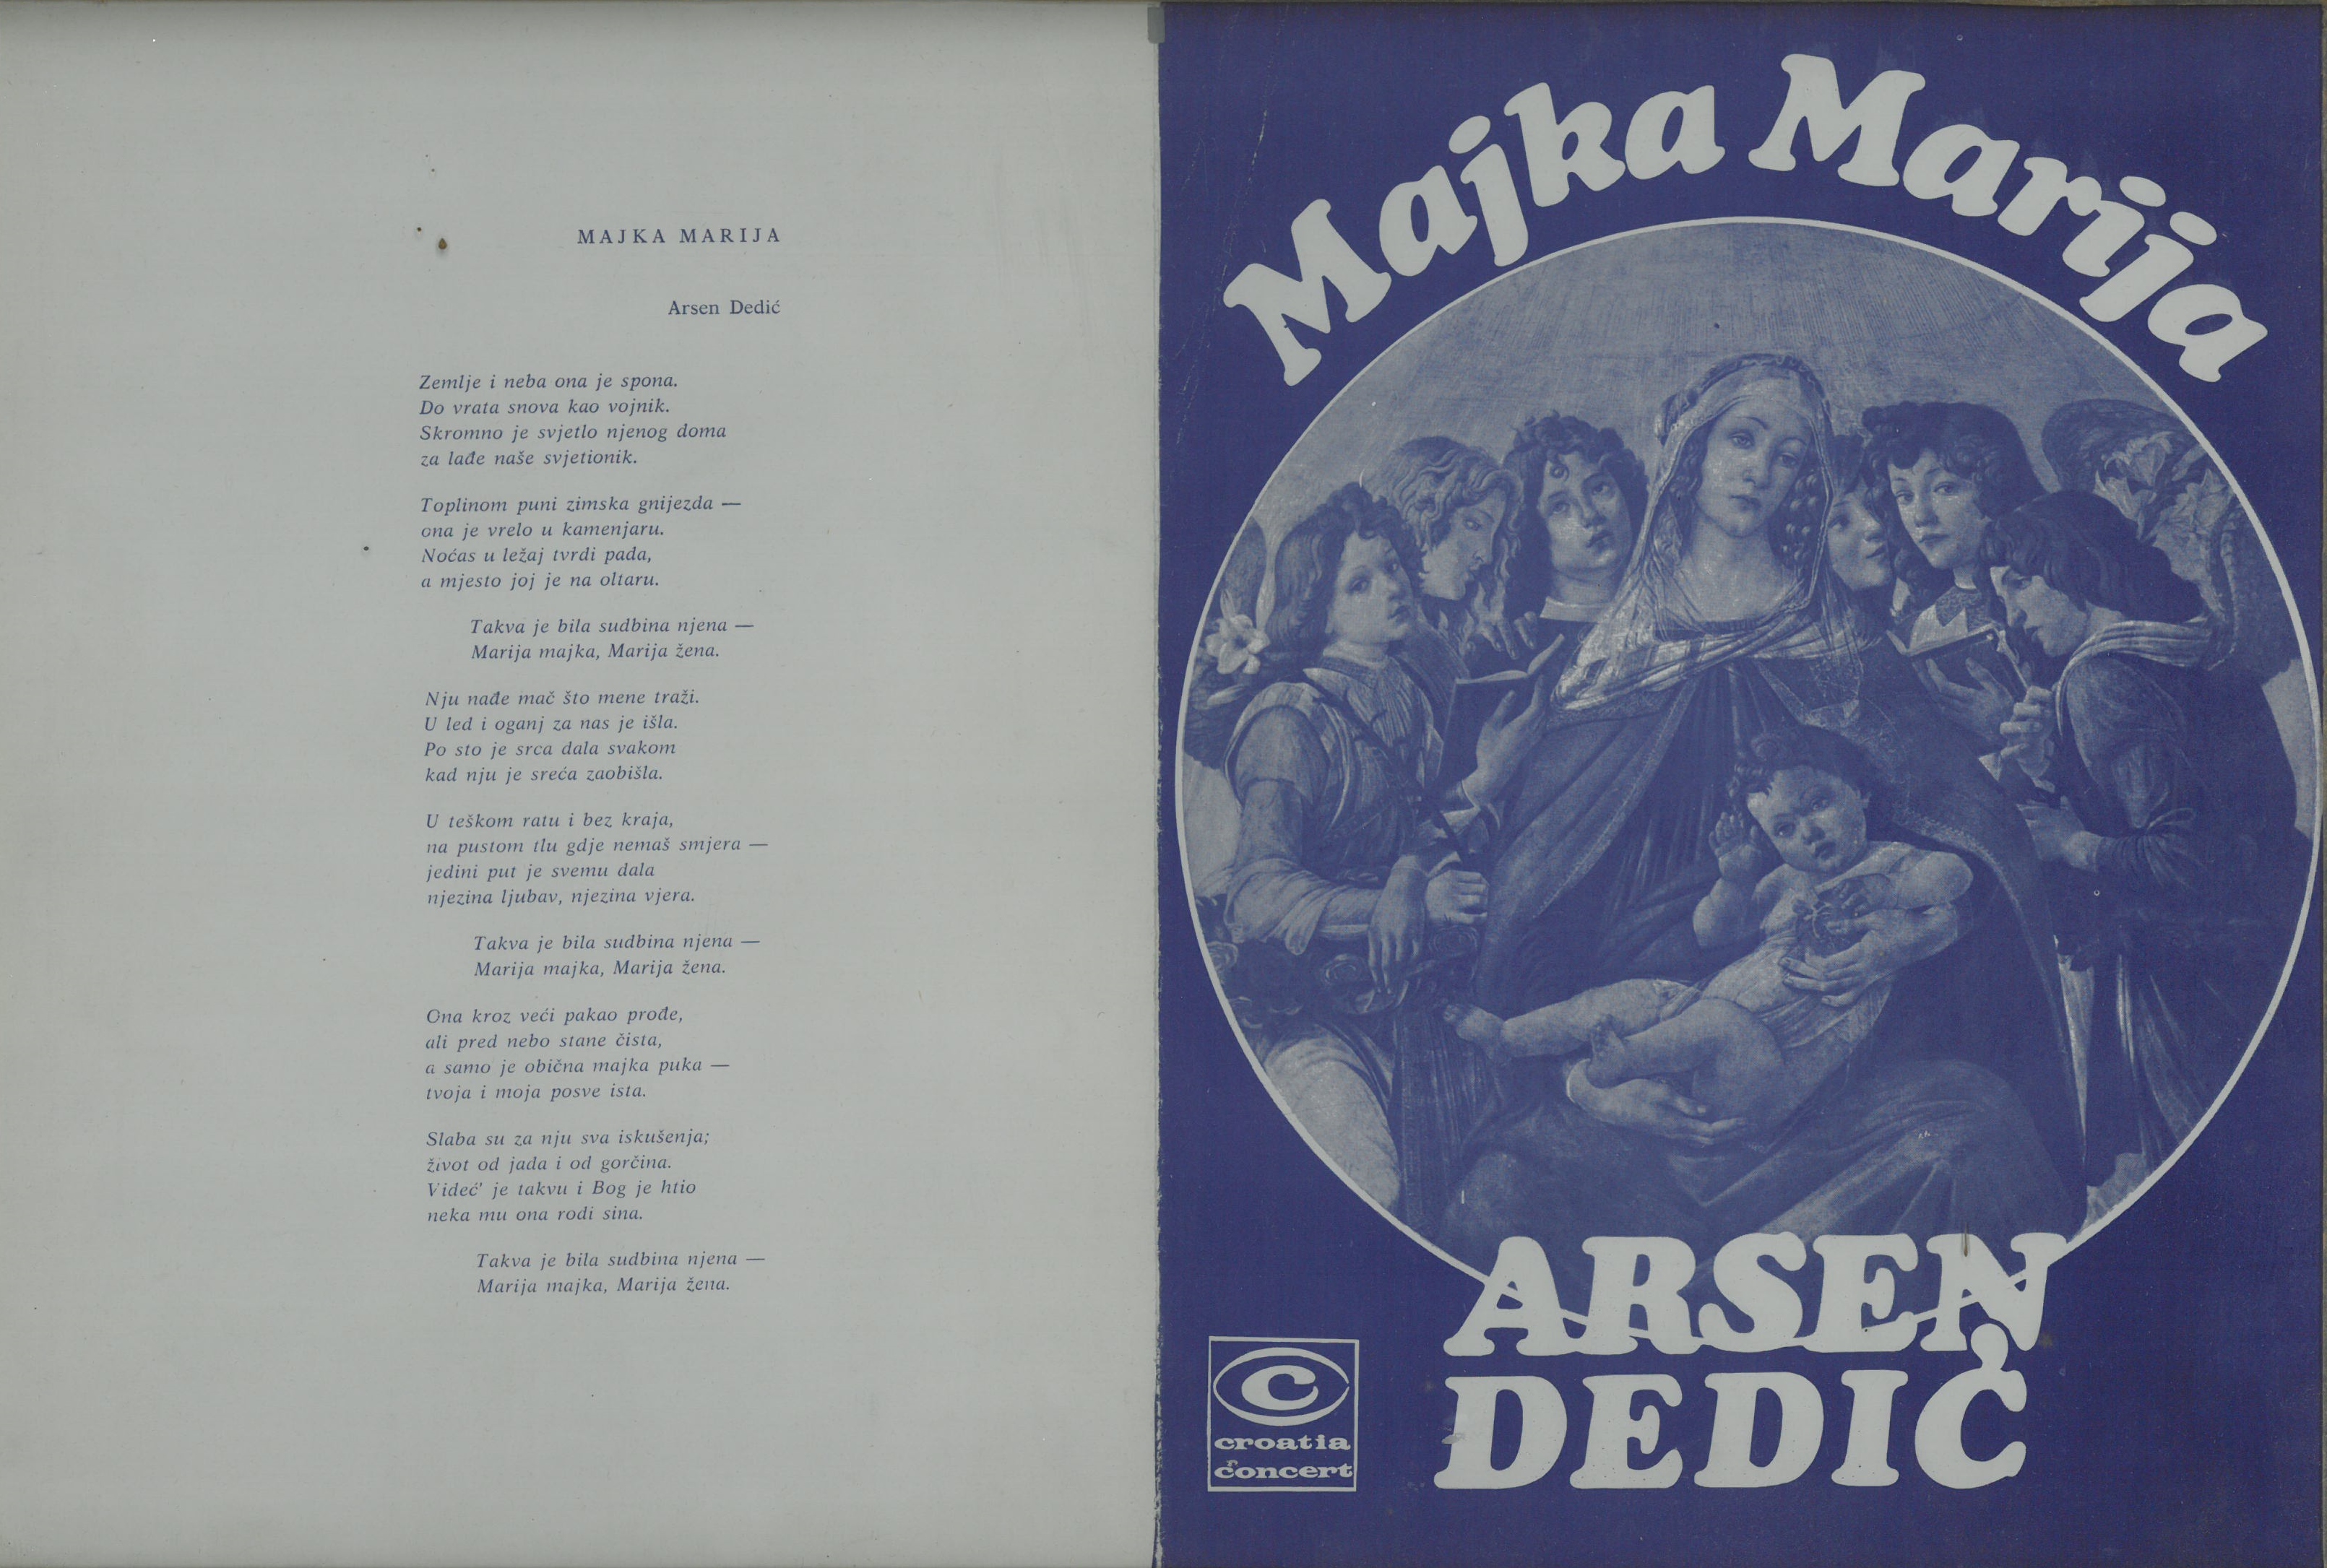 MAJKA MARIJA
Arsen Dedić
Zemlje i neba ona je spona.
Do vrata snova kao vojnik.
Skromno je svjetlo njenog doma
za lađe naše svjetionik.
Toplinom puni zimska gnijezda —
ona je vrelo u kamenjaru.
Noćas u ležaj tvrdi pada,
a mjesto joj je na oltaru.
Takva je bila sudbina njena —
Marija majka, Marija žena.
Nju nađe mač što mene traži.
U led i oganj za nas je išla.
Po sto je srca dala svakom
kad nju je sreća zaobišla.
U teškom ratu i bez kraja,
na pustom tlu gdje nemaš smjera —
jedini put je svemu dala
njezina ljubav, njezina vjera.
Takva je bila sudbina njena —
Marija majka, Marija žena.
Ona kroz veći pakao prođe,
ali pred nebo stane čista,
a samo je obična majka puka —
tvoja i moja posve ista.
Slaba su za nju sva iskušenja;
život od jada i od gorčina.
Videć' je takvu i Bog je htio
neka mu ona rodi sina.
Takva je bila sudbina njena —
Marija majka, Marija žena.
Majka Marija
ARSEN
DEDIĆ
c
croatia
concert